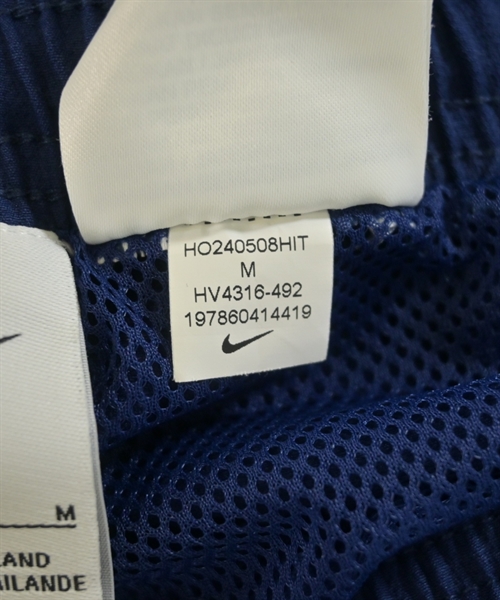 HO240508HIT
M
HV4316-492
197860414419
M
LAND
AILANDE